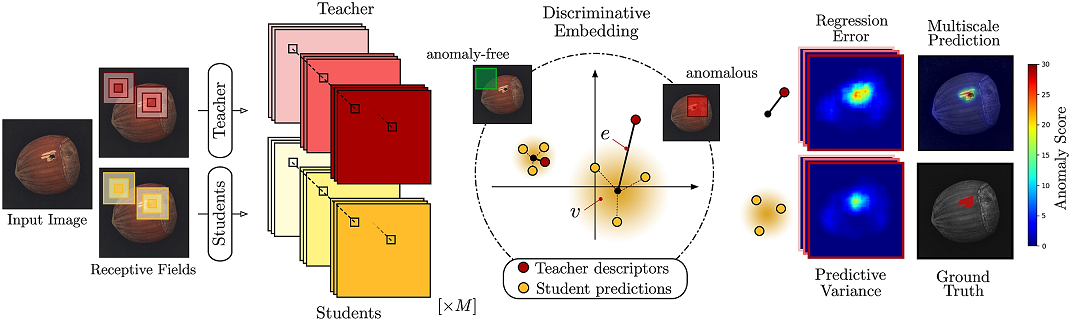 Input Image
Receptive Fields
Teacher
Students
Teacher
Students
[×M]
Discriminative
Embedding
anomaly-free
anomalous
e
v
Teacher descriptors
Student predictions
Regression
Error
Multiscale
Prediction
Predictive
Variance
Ground
Truth
30
25
20
15
10
5
0
Anomaly Score